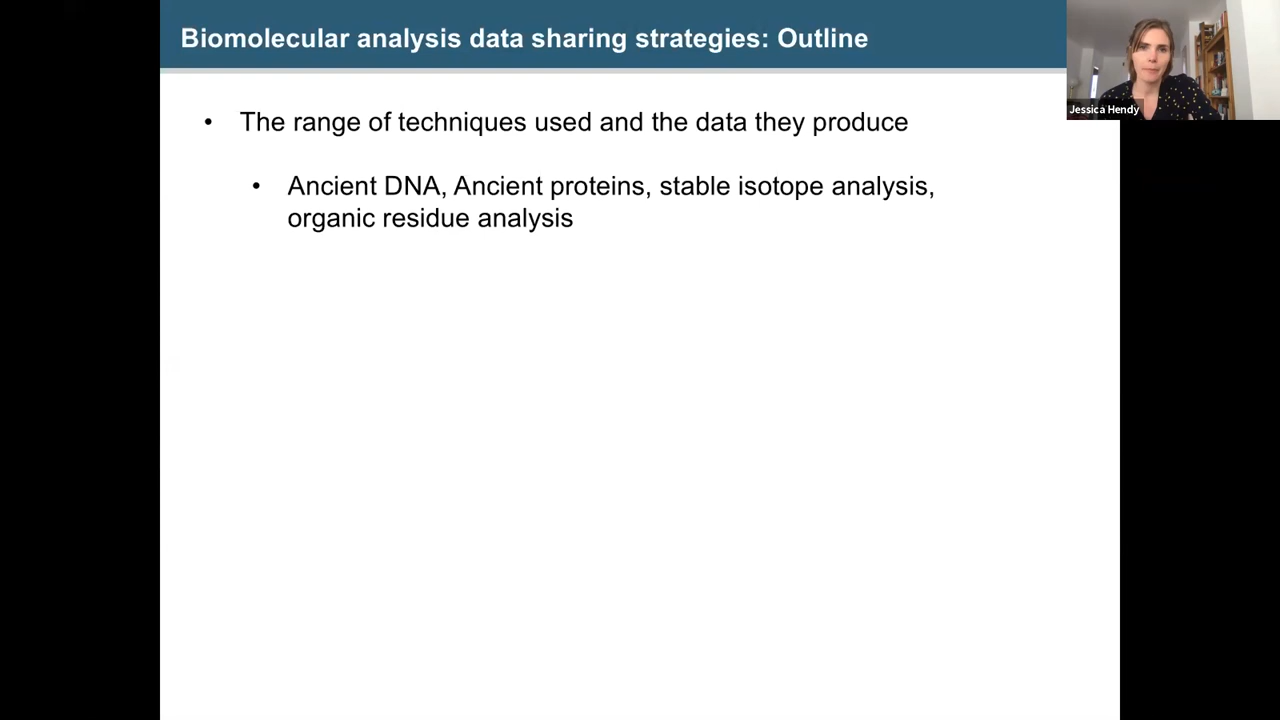 Biomolecular analysis data sharing strategies: Outline
Jessica Hendy
• The range of techniques used and the data they produce
• Ancient DNA, Ancient proteins, stable isotope analysis,
organic residue analysis